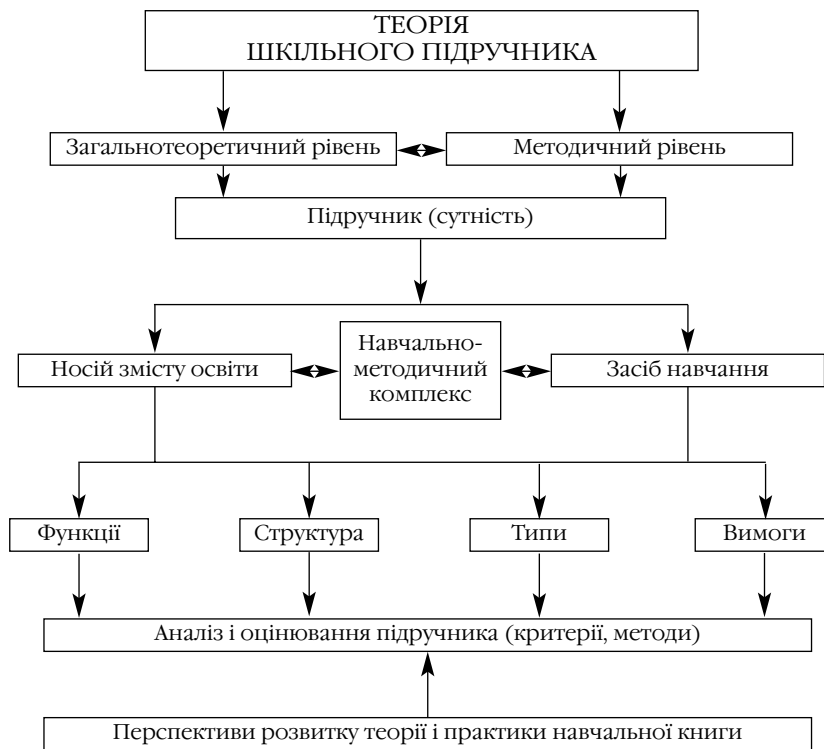 ТЕОРІЯ
ШКІЛЬНОГО ПІДРУЧНИКА
Загальнотеоретичний рівень
Методичний рівень
Підручник (сутність)
Носій змісту освіти
Навчально-
методичний
комплекс
Засіб навчання
Функції
Структура
Типи
Вимоги
Аналіз і оцінювання підручника (критерії, методи)
Перспективи розвитку теорії і практики навчальної книги